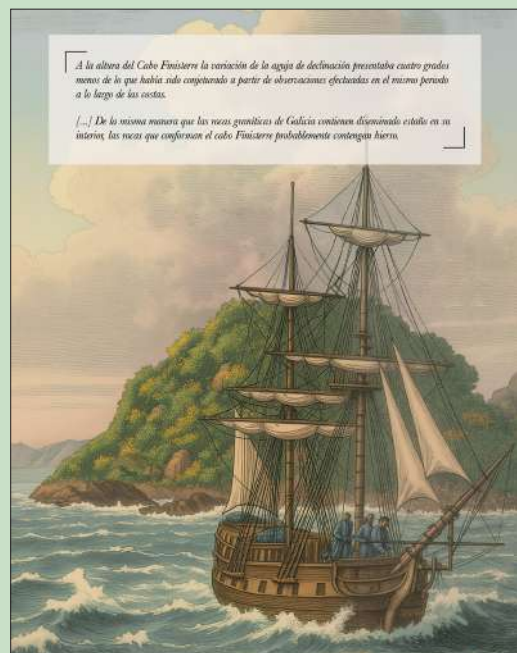 A la altura del Cabo Finisterre la variación de la aguja de declinación presentaba cuatro grados
menos de lo que había sido conjeturado a partir de observaciones efectuadas en el mismo periodo
a lo largo de las costas.
[...] De la misma manera que las rocas graníticas de Galicia contienen diseminado estaño en su
interior, las rocas que conforman el cabo Finisterre probablemente contengan hierro.